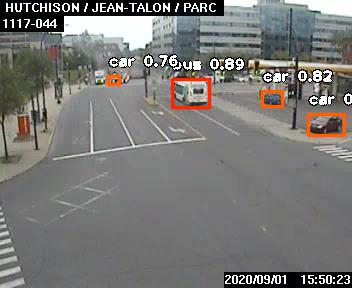 HUTCHISON / JEAN-TALON / PARC
1117-044
car 0.76
us 0.89
car 0.82
car 0
2020/09/01 15:50:23